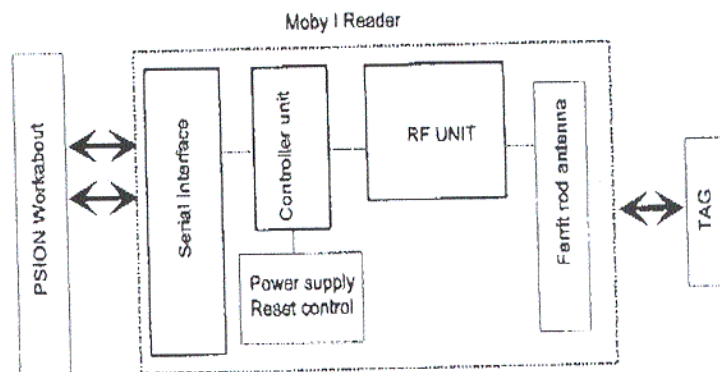 Moby I Reader
PSION Workabout
Serial Interface
Controller unit
RF UNIT
Ferrit rod antenna
TAG
Power supply
Reset control